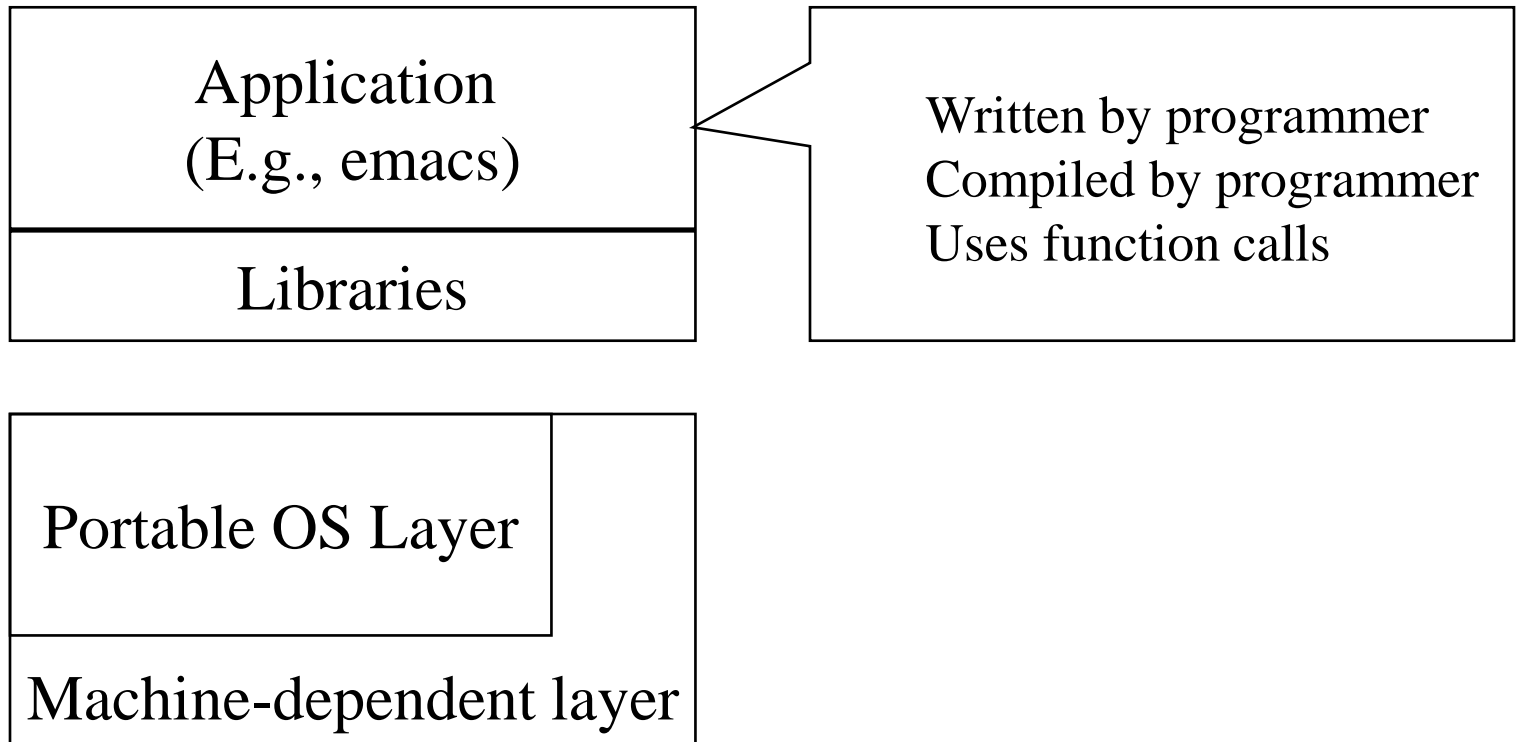 Application
(E.g., emacs)
Written by programmer
Compiled by programmer
Uses function calls
Libraries
Portable OS Layer
Machine-dependent layer